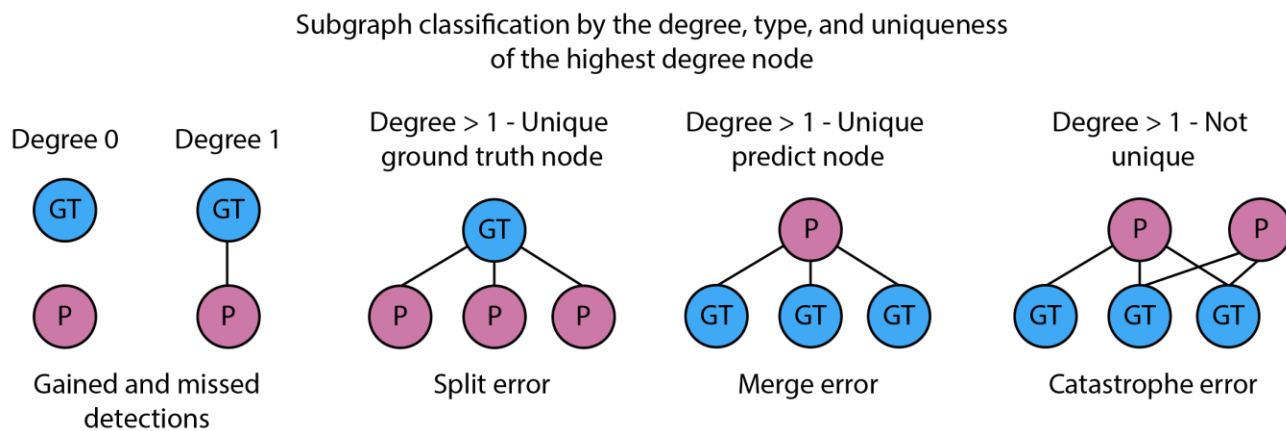 Subgraph classification by the degree, type, and uniqueness
of the highest degree node
Degree 0
Degree 1
Degree > 1 - Unique
ground truth node
Degree > 1 - Unique
predict node
Degree > 1 - Not
unique
GT
GT
GT
P
P
P
P
P
P
P
P
GT
GT
GT
GT
GT
GT
Gained and missed
detections
Split error
Merge error
Catastrophe error